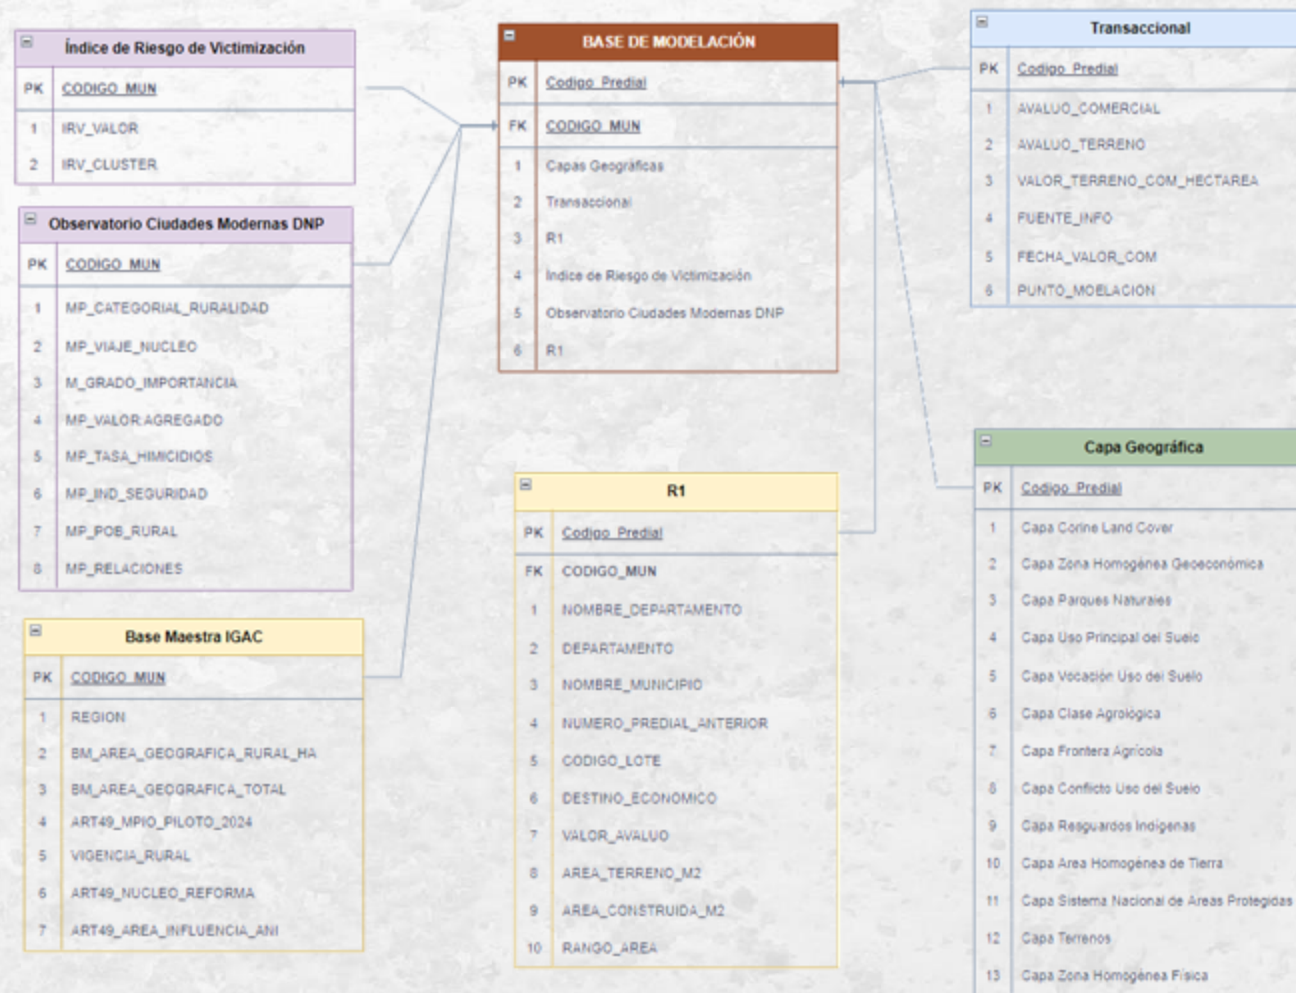 Índice de Riesgo de Victimización
PK CODIGO_MUN
1 IRV_VALOR
2 IRV_CLUSTER
Observatorio Ciudades Modernas DNP
PK CODIGO_MUN
1 MP_CATEGORIAL_RURALIDAD
2 MP_VIAJE_NUCLEO
3 M_GRADO_IMPORTANCIA
4 MP_VALOR.AGREGADO
5 MP_TASA_HIMICIDIOS
6 MP_IND_SEGURIDAD
7 MP_POB_RURAL
8 MP_RELACIONES
Base Maestra IGAC
PK CODIGO_MUN
1 REGION
2 BM_AREA_GEOGRAFICA_RURAL_HA
3 BM_AREA_GEOGRAFICA_TOTAL
4 ART49_MPIO_PILOTO_2024
5 VIGENCIA_RURAL
6 ART49_NUCLEO_REFORMA
7 ART49_AREA_INFLUENCIA_ANI
BASE DE MODELACIÓN
PK Codigo_Predial
FK CODIGO_MUN
1 Capas Geográficas
2 Transaccional
3 R1
4 Indice de Riesgo de Victimización
5 Observatorio Ciudades Modernas DNP
6 R1
R1
PK Codigo_Predial
FK CODIGO_MUN
1 NOMBRE_DEPARTAMENTO
2 DEPARTAMENTO
3 NOMBRE_MUNICIPIO
4 NUMERO_PREDIAL_ANTERIOR
5 CODIGO_LOTE
6 DESTINO_ECONOMICO
7 VALOR_AVALUO
8 AREA_TERRENO_M2
9 AREA_CONSTRUIDA_M2
10 RANGO_AREA
Transaccional
PK Codigo_Predial
1 AVALUO_COMERCIAL
2 AVALUO_TERRENO
3 VALOR_TERRENO_COM_HECTAREA
4 FUENTE_INFO
5 FECHA_VALOR_COM
6 PUNTO_MOELACION
Capa Geográfica
PK Codigo_Predial
1 Capa Corine Land Cover
2 Capa Zona Homogénea Geoeconómica
3 Capa Parques Naturales
4 Capa Uso Principal del Suelo
5 Capa Vocación Uso del Suelo
6 Capa Clase Agrologica
7 Capa Frontera Agrícola
8 Capa Conflicto Uso del Suelo
9 Capa Resguardos Indígenas
10 Capa Area Homogénea de Tierra
11 Capa Sistema Nacional de Areas Protegidas
12 Capa Terrenos
13 Capa Zona Homogénea Física